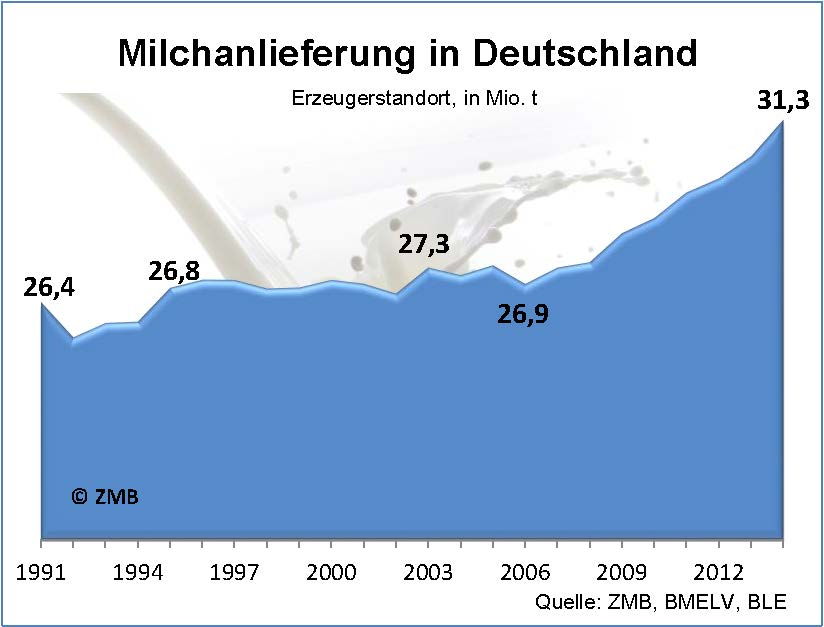 Milchanlieferung in Deutschland
Erzeugerstandort, in Mio. t
31,3
27,3
26,8
26,4
26,9
© ZMB
1991 1994 1997 2000 2003 2006 2009 2012
Quelle: ZMB, BMELV, BLE